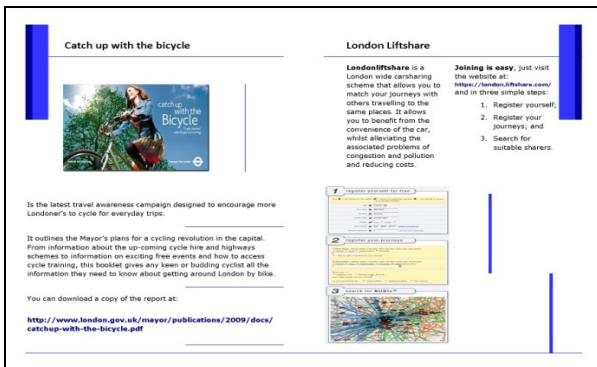 Catch up with the bicycle
catch up
with the
Bicycle
Is the latest travel awareness campaign designed to encourage more
Londoner's to cycle for everyday trips.
It outlines the Mayor's plans for a cycling revolution in the capital.
From information about the up-coming cycle hire and highways
schemes to information on exciting free events and how to access
cycle training, this booklet gives any keen or budding cyclist all the
information they need to know about getting around London by bike.
You can download a copy of the report at:
http://www.london.gov.uk/mayor/publications/2009/docs/
catchup-with-the-bicycle.pdf
London Liftshare
Londonliftshare is a
London wide carsharing
scheme that allows you to
match your journeys with
others travelling to the
same places. It allows
you to benefit from the
convenience of the car,
whilst alleviating the
associated problems of
congestion and pollution
and reducing costs.
Joining is easy, just visit
the website at:
https://london.liftshare.com/
and in three simple steps:
1. Register yourself;
2. Register your
journeys; and
3. Search for
suitable sharers.
1 register yourself for free
2 register your journeys
3 search for BUDi's™